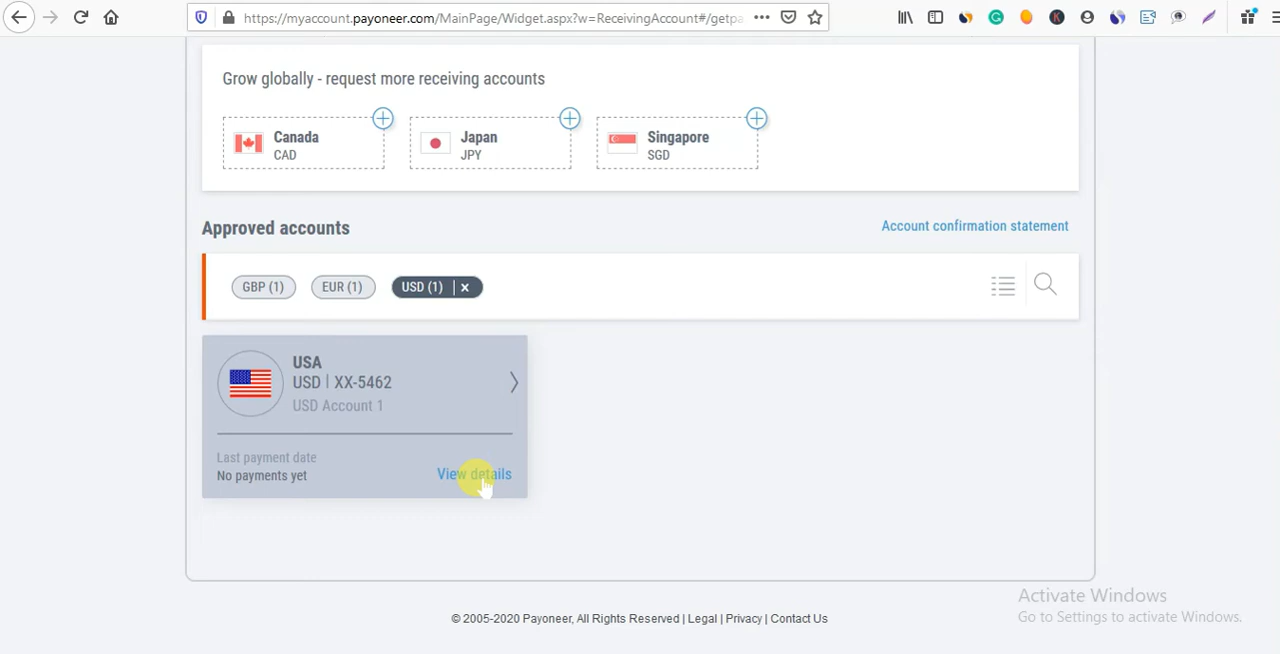 https://myaccount.payoneer.com/MainPage/Widget.aspx?w=ReceivingAccount#/getpa
Grow globally - request more receiving accounts
Canada
CAD
Japan
JPY
Singapore
SGD
Approved accounts
Account confirmation statement
GBP (1)
EUR (1)
USD (1) | ×
USA
USD | XX-5462
USD Account 1
Last payment date
No payments yet
View details
© 2005-2020 Payoneer, All Rights Reserved | Legal | Privacy | Contact Us
Activate Windows
Go to Settings to activate Windows.